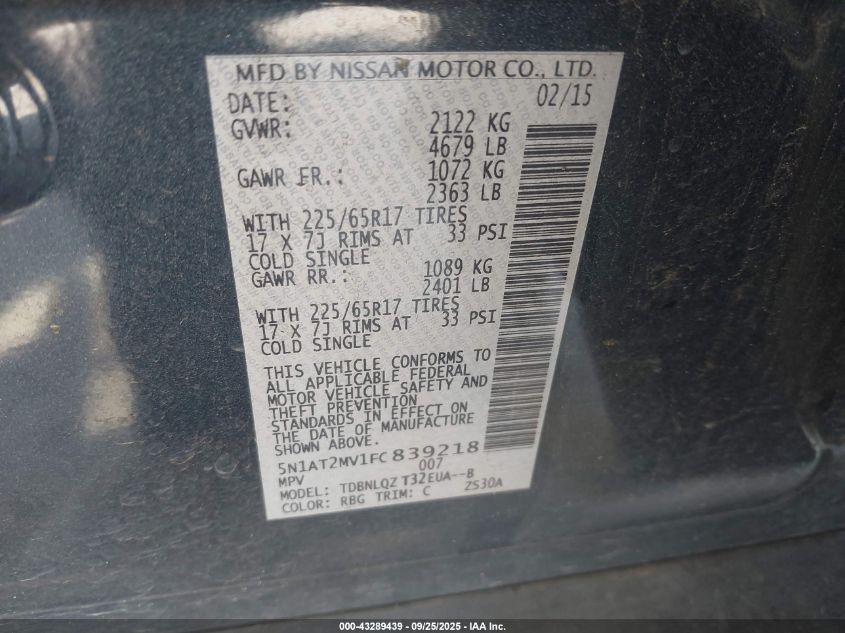 MFD BY NISSAN MOTOR CO., LTD.
DATE: 02/15
GVWR: 2122 KG
4679 LB
GAWR FR.: 1072 KG
2363 LB
WITH 225/65R17 TIRES
17 X 7J RIMS AT 33 PSI
COLD SINGLE
GAWR RR.: 1089 KG
2401 LB
WITH 225/65R17 TIRES
17 X 7J RIMS AT 33 PSI
COLD SINGLE
THIS VEHICLE CONFORMS TO
ALL APPLICABLE FEDERAL
MOTOR VEHICLE SAFETY AND
THEFT PREVENTION
STANDARDS IN EFFECT ON
THE DATE OF MANUFACTURE
SHOWN ABOVE.
5N1AT2MV1FC839218
MPV 007
MODEL: TDBNLQZ T32EUA--B
COLOR: RBG TRIM: C ZS30A
000-43289439 - 09/25/2025 - IAA Inc.